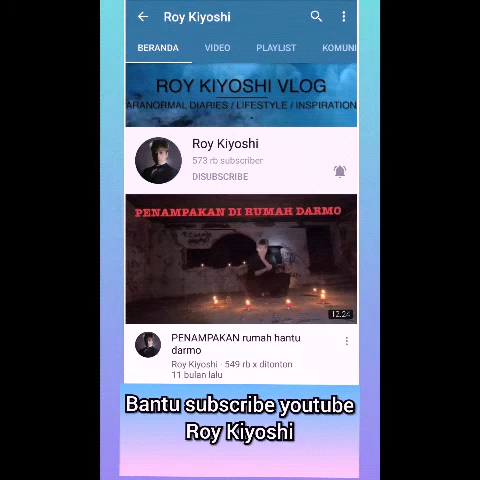 Roy Kiyoshi
BERANDA VIDEO PLAYLIST KOMUNI
ROY KIYOSHI VLOG
ARANORMAL DIARIES / LIFESTYLE / INSPIRATION
Roy Kiyoshi
573 rb subscriber
DISUBSCRIBE
PENAMPAKAN DI RUMAH DARMO
12.24
PENAMPAKAN rumah hantu
darmo
Roy Kiyoshi · 549 rb x ditonton
11 bulan lalu
Bantu subscribe youtube
Roy Kiyoshi